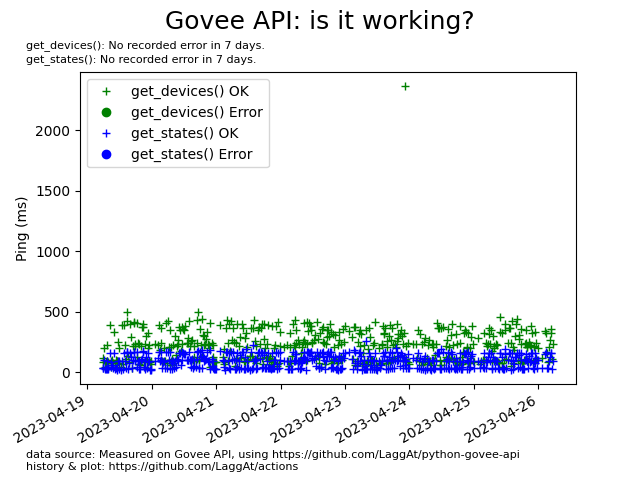 Govee API: is it working?
get_devices(): No recorded error in 7 days.
get_states(): No recorded error in 7 days.
get_devices() OK
get_devices() Error
get_states() OK
get_states() Error
Ping (ms)
2000
1500
1000
500
0
2023-04-19
2023-04-20
2023-04-21
2023-04-22
2023-04-23
2023-04-24
2023-04-25
2023-04-26
data source: Measured on Govee API, using https://github.com/LaggAt/python-govee-api
history & plot: https://github.com/LaggAt/actions